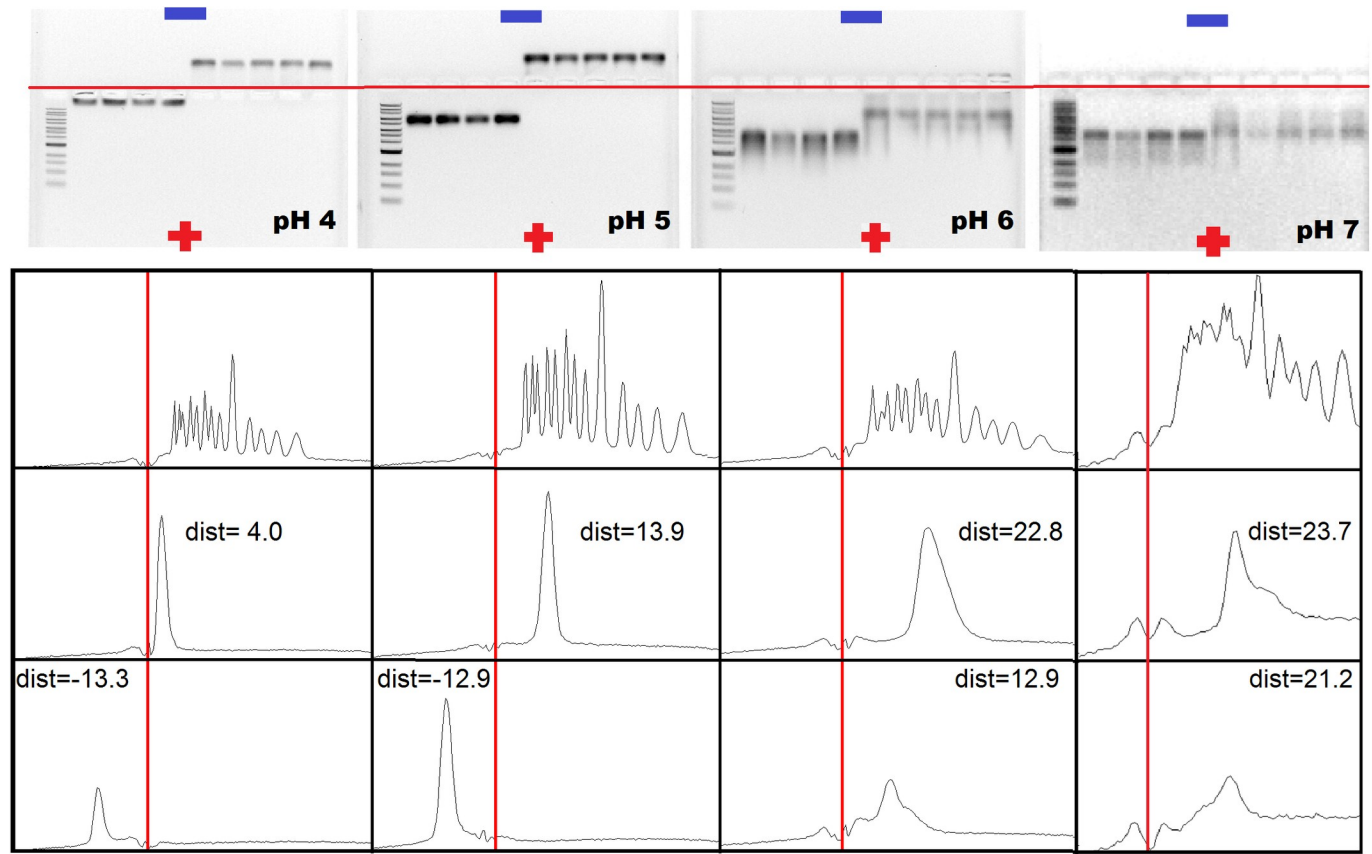 pH 4
pH 5
pH 6
pH 7
dist= 4.0
dist=13.9
dist=22.8
dist=23.7
dist=-13.3
dist=-12.9
dist=12.9
dist=21.2